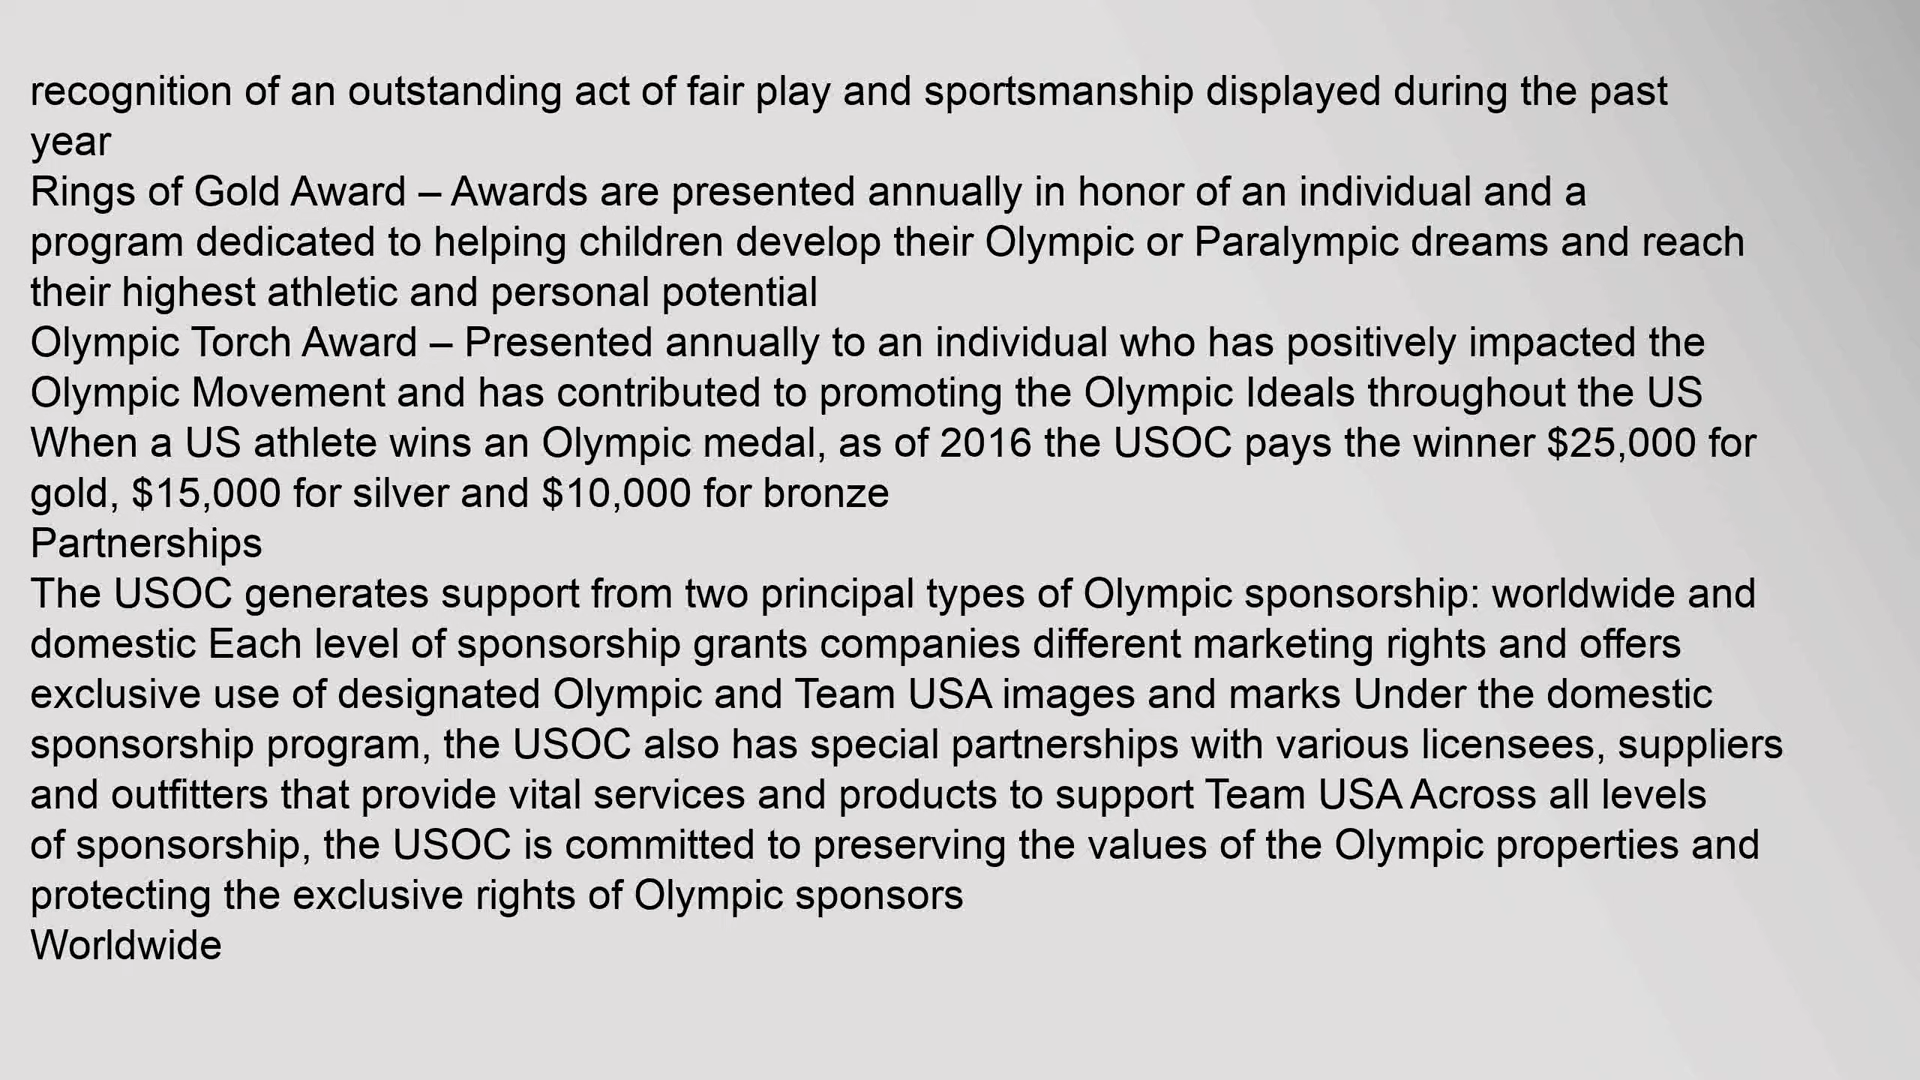 recognition of an outstanding act of fair play and sportsmanship displayed during the past
year
Rings of Gold Award – Awards are presented annually in honor of an individual and a
program dedicated to helping children develop their Olympic or Paralympic dreams and reach
their highest athletic and personal potential
Olympic Torch Award – Presented annually to an individual who has positively impacted the
Olympic Movement and has contributed to promoting the Olympic Ideals throughout the US
When a US athlete wins an Olympic medal, as of 2016 the USOC pays the winner $25,000 for
gold, $15,000 for silver and $10,000 for bronze
Partnerships
The USOC generates support from two principal types of Olympic sponsorship: worldwide and
domestic Each level of sponsorship grants companies different marketing rights and offers
exclusive use of designated Olympic and Team USA images and marks Under the domestic
sponsorship program, the USOC also has special partnerships with various licensees, suppliers
and outfitters that provide vital services and products to support Team USA Across all levels
of sponsorship, the USOC is committed to preserving the values of the Olympic properties and
protecting the exclusive rights of Olympic sponsors
Worldwide